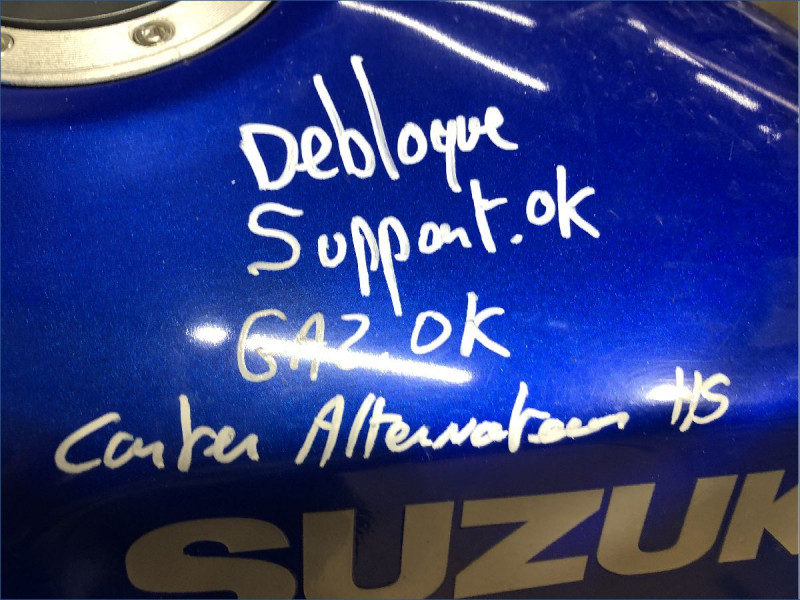 Debloque
Support.OK
GAZ.OK
Carter Alternateur HS
SUZUK